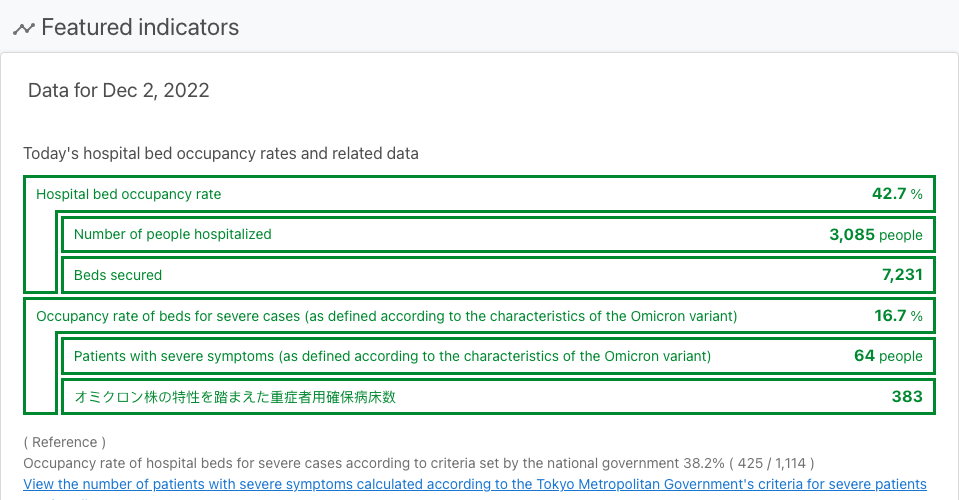 Featured indicators
Data for Dec 2, 2022
Today's hospital bed occupancy rates and related data
Hospital bed occupancy rate 42.7 %
Number of people hospitalized 3,085 people
Beds secured 7,231
Occupancy rate of beds for severe cases (as defined according to the characteristics of the Omicron variant) 16.7 %
Patients with severe symptoms (as defined according to the characteristics of the Omicron variant) 64 people
オミクロン株の特性を踏まえた重症者用確保病床数 383
( Reference )
Occupancy rate of hospital beds for severe cases according to criteria set by the national government 38.2% ( 425 / 1,114 )
View the number of patients with severe symptoms calculated according to the Tokyo Metropolitan Government's criteria for severe patients